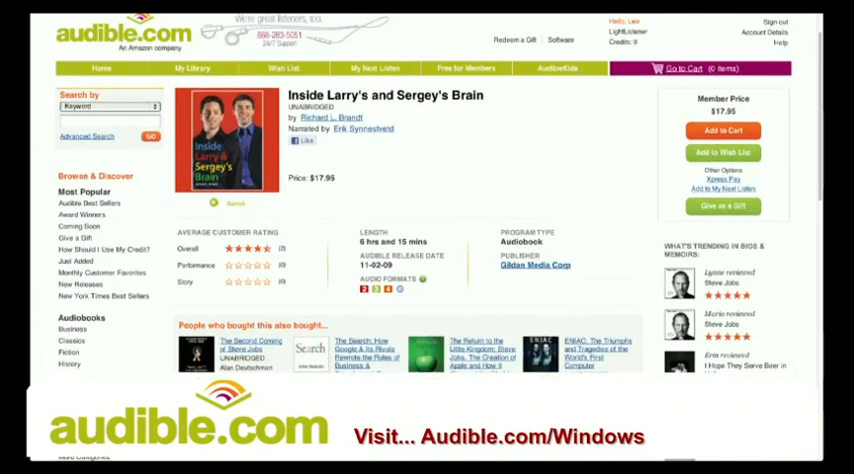 audible.com
An Amazon company
We're great listeners, too.
888-283-5051
24/7 Support
Redeem a Gift
Software
Hello, Leo
LightListener
Credits: 0
Sign out
Account Details
Help
Home
My Library
Wish List
My Next Listen
Free for Members
AudibleKids
Go to Cart (0 items)
Search by
Keyword
GO
Advanced Search
Browse & Discover
Most Popular
Audible Best Sellers
Award Winners
Coming Soon
Give a Gift
How Should I Use My Credit?
Just Added
Monthly Customer Favorites
New Releases
New York Times Best Sellers
Audiobooks
Business
Classics
Fiction
History
Inside
Larry &
Sergey's
Brain
Inside Larry's and Sergey's Brain
UNABRIDGED
by Richard L. Brandt
Narrated by Erik Synnestvedt
Like
Price: $17.95
AVERAGE CUSTOMER RATING
Overall (2)
Performance (0)
Story (0)
LENGTH
6 hrs and 15 mins
AUDIBLE RELEASE DATE
11-02-09
AUDIO FORMATS
2 3 4
PROGRAM TYPE
Audiobook
PUBLISHER
Gildan Media Corp
People who bought this also bought...
The Second Coming
of Steve Jobs
UNABRIDGED
Alan Deutschman
Search
The Search: How
Google & Its Rivals
Rewrote the Rules of
Business &
The Return to the
Little Kingdom: Steve
Jobs, The Creation of
Apple and How It
ENIAC
ENIAC: The Triumphs
and Tragedies of the
World's First
Computer
Member Price
$17.95
Add to Cart
Add to Wish List
Other Options
Xpress Pay
Add to My Next Listen
Give as a Gift
WHAT'S TRENDING IN BIOS &
MEMOIRS:
Lynne reviewed
Steve Jobs
Mario reviewed
Steve Jobs
Erin reviewed
I Hope They Serve Beer in
audible.com
Visit... Audible.com/Windows